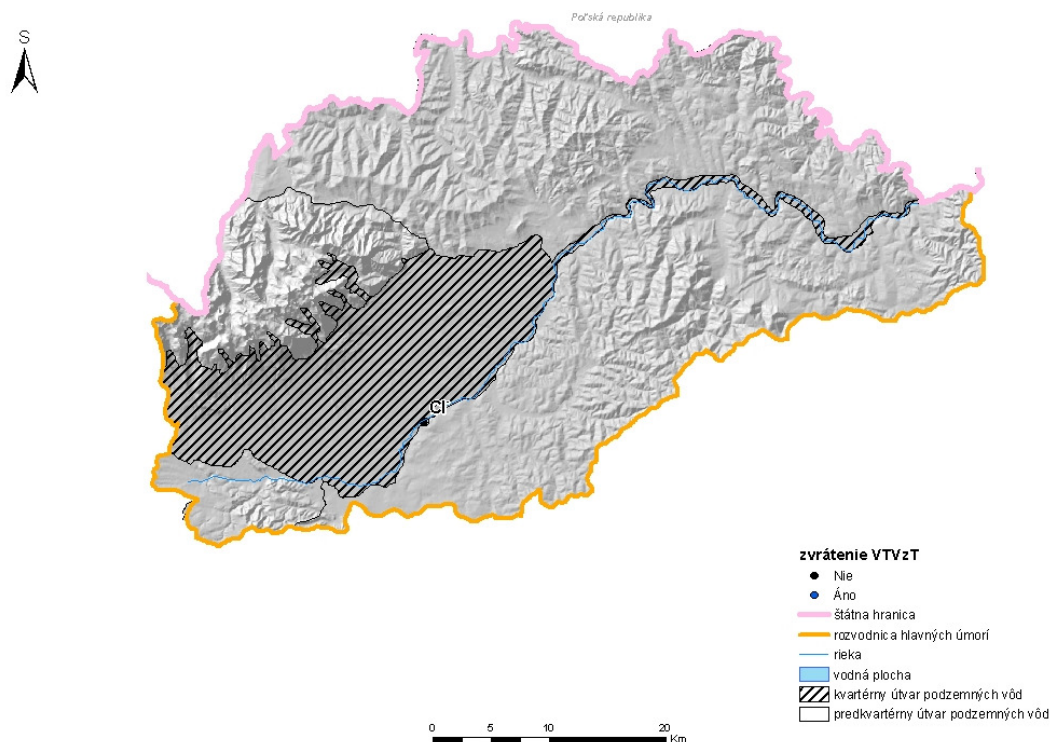 Poľská republika
S
Cl
zvrátenie VTVzT
Nie
Áno
štátna hranica
rozvodnica hlavných úmorí
rieka
vodná plocha
kvartérny útvar podzemných vôd
predkvartérny útvar podzemných vôd
0 5 10 20
Km